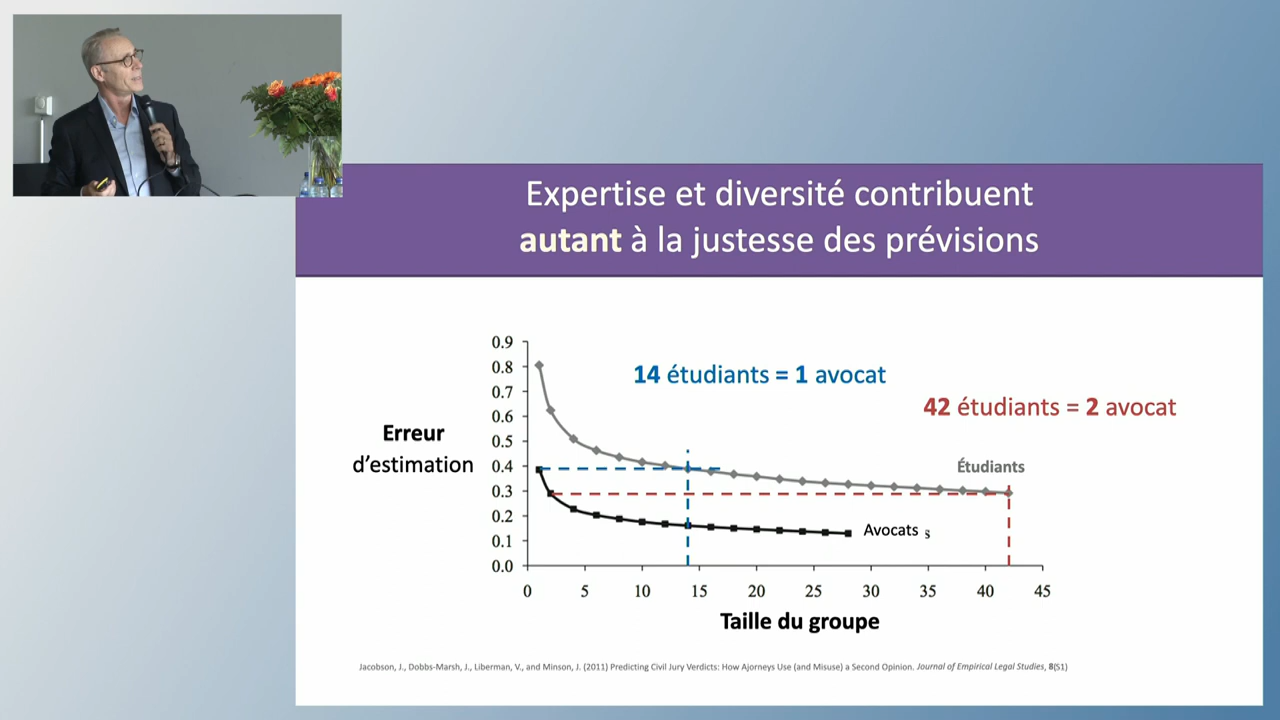 Expertise et diversité contribuent
autant à la justesse des prévisions
0.9
0.8
0.7
0.6
0.5
0.4
0.3
0.2
0.1
0.0
Erreur
d'estimation
14 étudiants = 1 avocat
42 étudiants = 2 avocat
Étudiants
Avocats s
0 5 10 15 20 25 30 35 40 45
Taille du groupe
Jacobson, J., Dobbs-Marsh, J., Liberman, V., and Minson, J. (2011) Predicting Civil Jury Verdicts: How Ajorneys Use (and Misuse) a Second Opinion. Journal of Empirical Legal Studies, 8(S1)